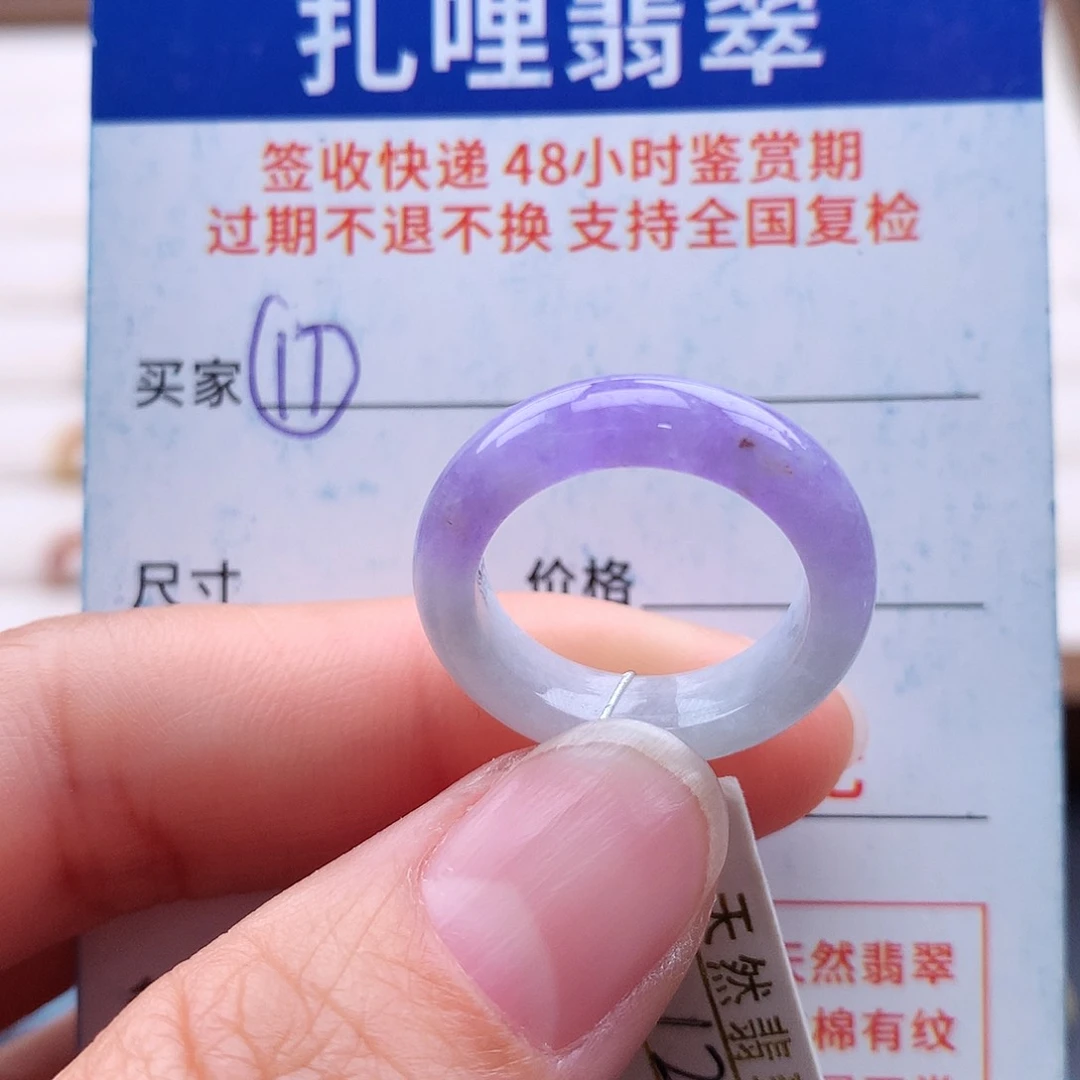 扎哩翡翠
签收快递 48小时鉴赏期
过期不退不换 支持全国复检
买家 17
尺寸 价格
天然翡翠
棉有纹
天然翡
12